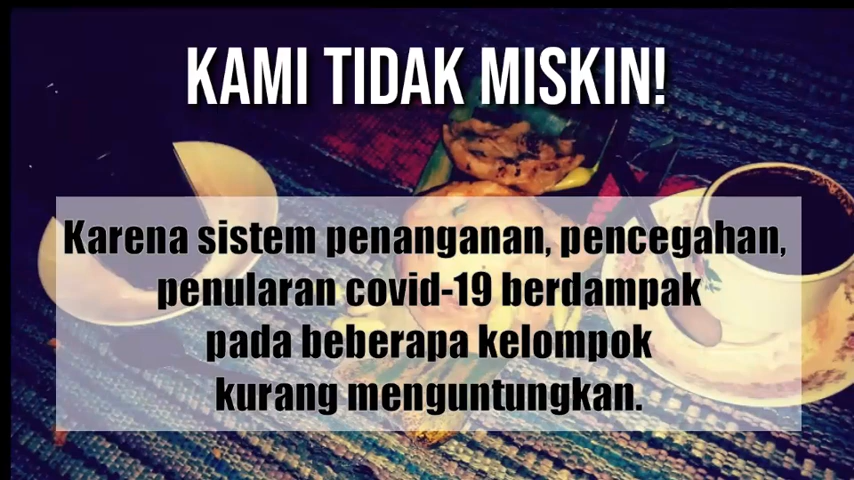 KAMI TIDAK MISKIN!
Karena sistem penanganan, pencegahan,
penularan covid-19 berdampak
pada beberapa kelompok
kurang menguntungkan.